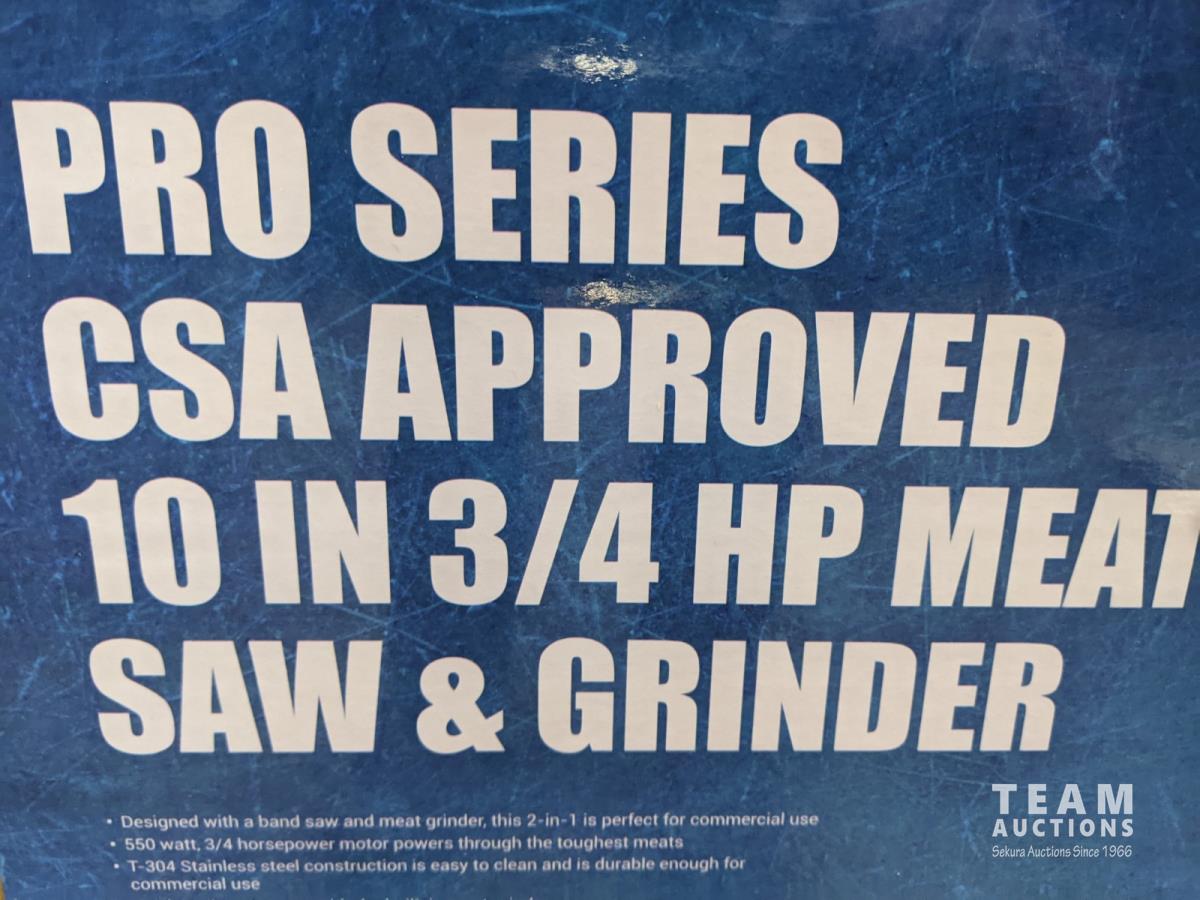 PRO SERIES
CSA APPROVED
10 IN 3/4 HP MEAT
SAW & GRINDER
• Designed with a band saw and meat grinder, this 2-in-1 is perfect for commercial use
• 550 watt, 3/4 horsepower motor powers through the toughest meats
• T-304 Stainless steel construction is easy to clean and is durable enough for
commercial use
TEAM
AUCTIONS
Sekura Auctions Since 1966